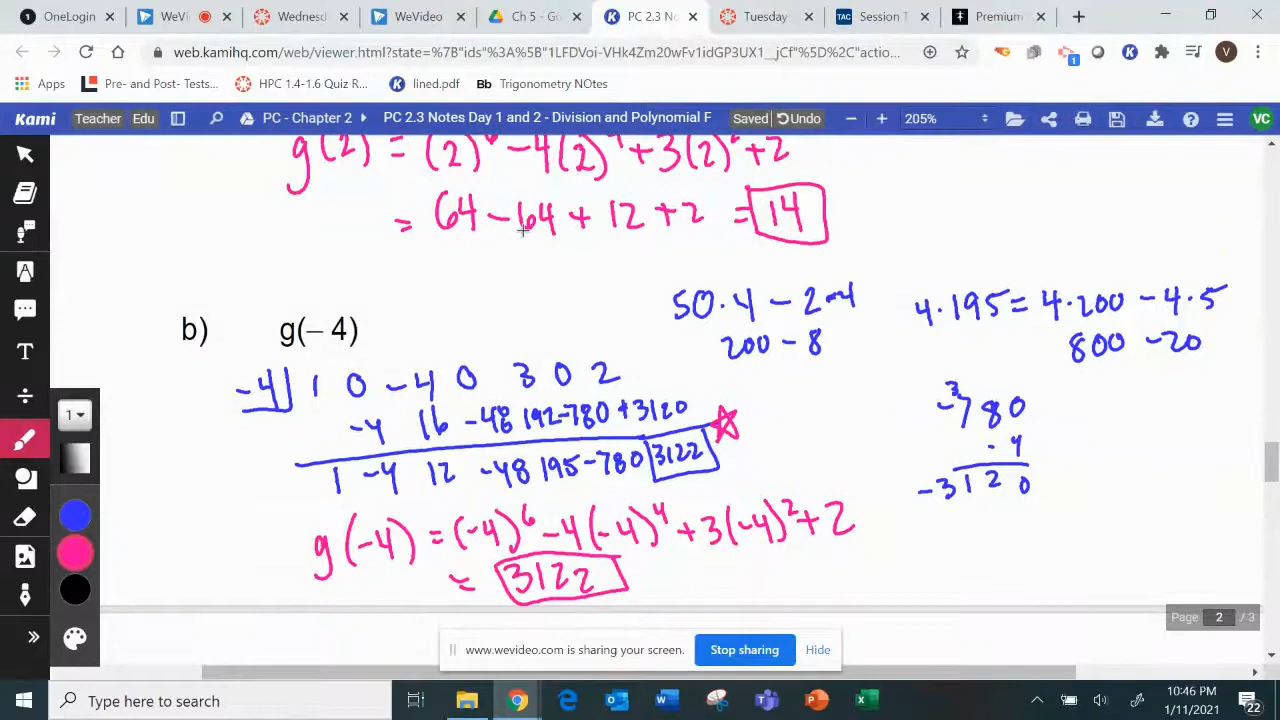 OneLogin
WeVi
WeVid
WeVideo
Ch 5 - Go
PC 2.3 No
Tuesday
Session T
Premium
web.kamihq.com/web/viewer.html?state=%7B"ids"%3A%5B"1LFDVoi-VHk4Zm20wFv1idGP3UX1__jCf"%5D%2C"actio...
V
Apps
Pre- and Post- Tests...
HPC 1.4-1.6 Quiz R...
lined.pdf
Bb Trigonometry NOtes
Kami
Teacher Edu
PC - Chapter 2
PC 2.3 Notes Day 1 and 2 - Division and Polynomial F
Saved
Undo
205%
VC
g(2) = (2)⁶ -4(2)⁴ +3(2)² +2
= 64 - 64 + 12 +2 = 14
50·4 - 2·4
4·195 = 4·200 - 4·5
200 - 8
800 -20
b) g(– 4)
-4 1 0 -4 0 3 0 2
-4 16 -48 192 -780 +3120
1 -4 12 -48 195 -780 3122
3
-780
-4
-3120
g(-4) = (-4)⁶ -4(-4)⁴ +3(-4)² +2
= 3122
1
Page 2 / 3
www.wevideo.com is sharing your screen.
Stop sharing
Hide
Type here to search
10:46 PM
1/11/2021
22